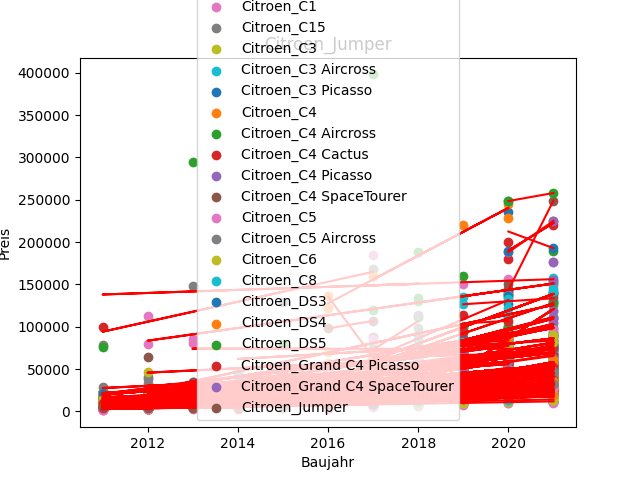 Citroen_C1
Citroen_C15
Citroen_Jumper
Citroen_C3
Citroen_C3 Aircross
Citroen_C3 Picasso
Citroen_C4
Citroen_C4 Aircross
Citroen_C4 Cactus
Citroen_C4 Picasso
Citroen_C4 SpaceTourer
Citroen_C5
Citroen_C5 Aircross
Citroen_C6
Citroen_C8
Citroen_DS3
Citroen_DS4
Citroen_DS5
Citroen_Grand C4 Picasso
Citroen_Grand C4 SpaceTourer
Citroen_Jumper
400000
350000
300000
250000
200000
150000
100000
50000
0
Preis
2012 2014 2016 2018 2020
Baujahr